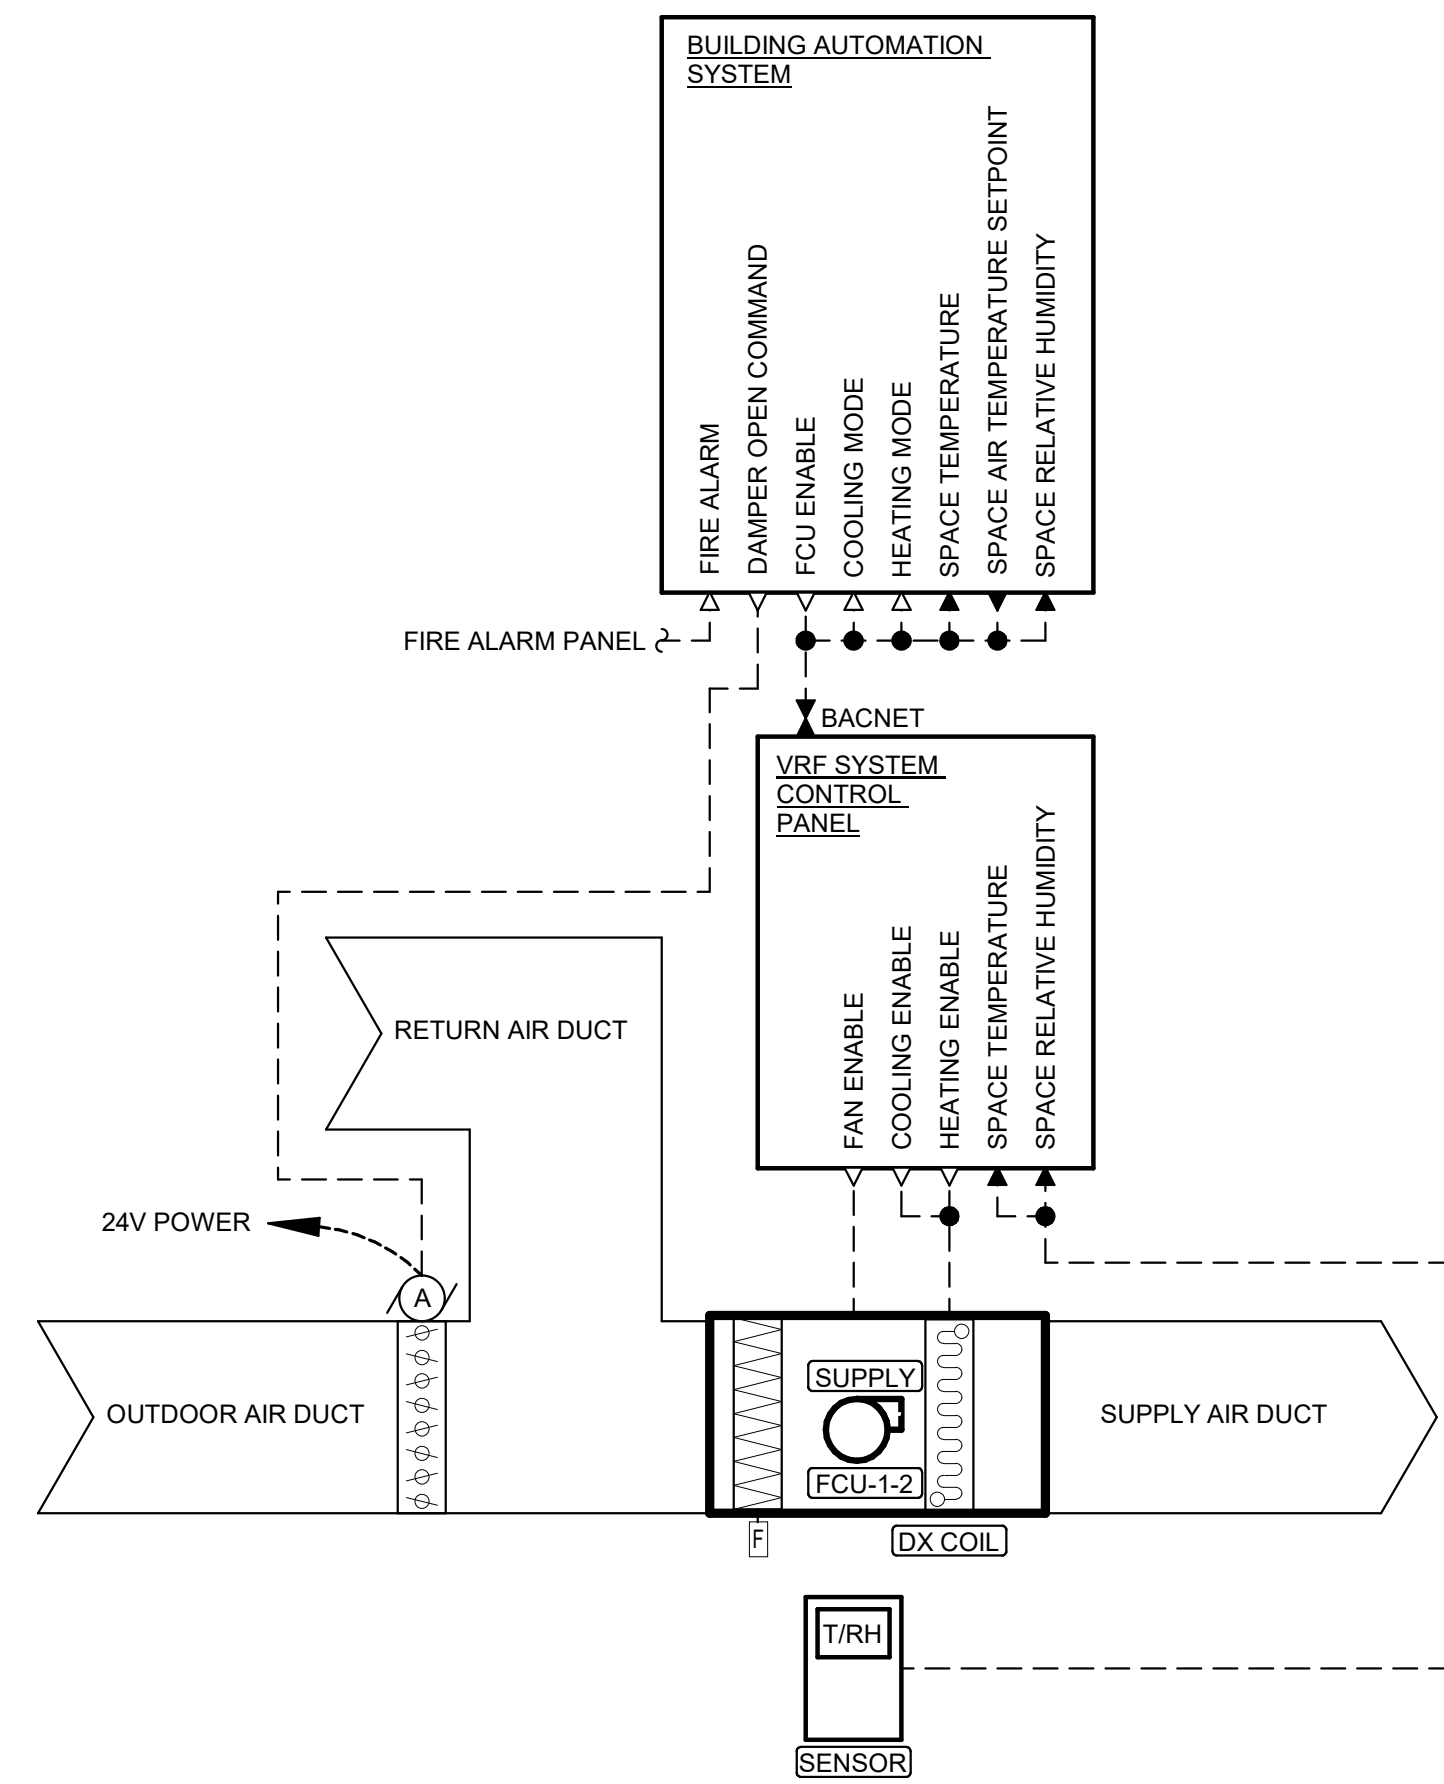 BUILDING AUTOMATION
SYSTEM
FIRE ALARM
DAMPER OPEN COMMAND
FCU ENABLE
COOLING MODE
HEATING MODE
SPACE TEMPERATURE
SPACE AIR TEMPERATURE SETPOINT
SPACE RELATIVE HUMIDITY
FIRE ALARM PANEL
BACNET
VRF SYSTEM
CONTROL
PANEL
FAN ENABLE
COOLING ENABLE
HEATING ENABLE
SPACE TEMPERATURE
SPACE RELATIVE HUMIDITY
RETURN AIR DUCT
24V POWER
A
OUTDOOR AIR DUCT
SUPPLY
FCU-1-2
SUPPLY AIR DUCT
F
DX COIL
T/RH
SENSOR